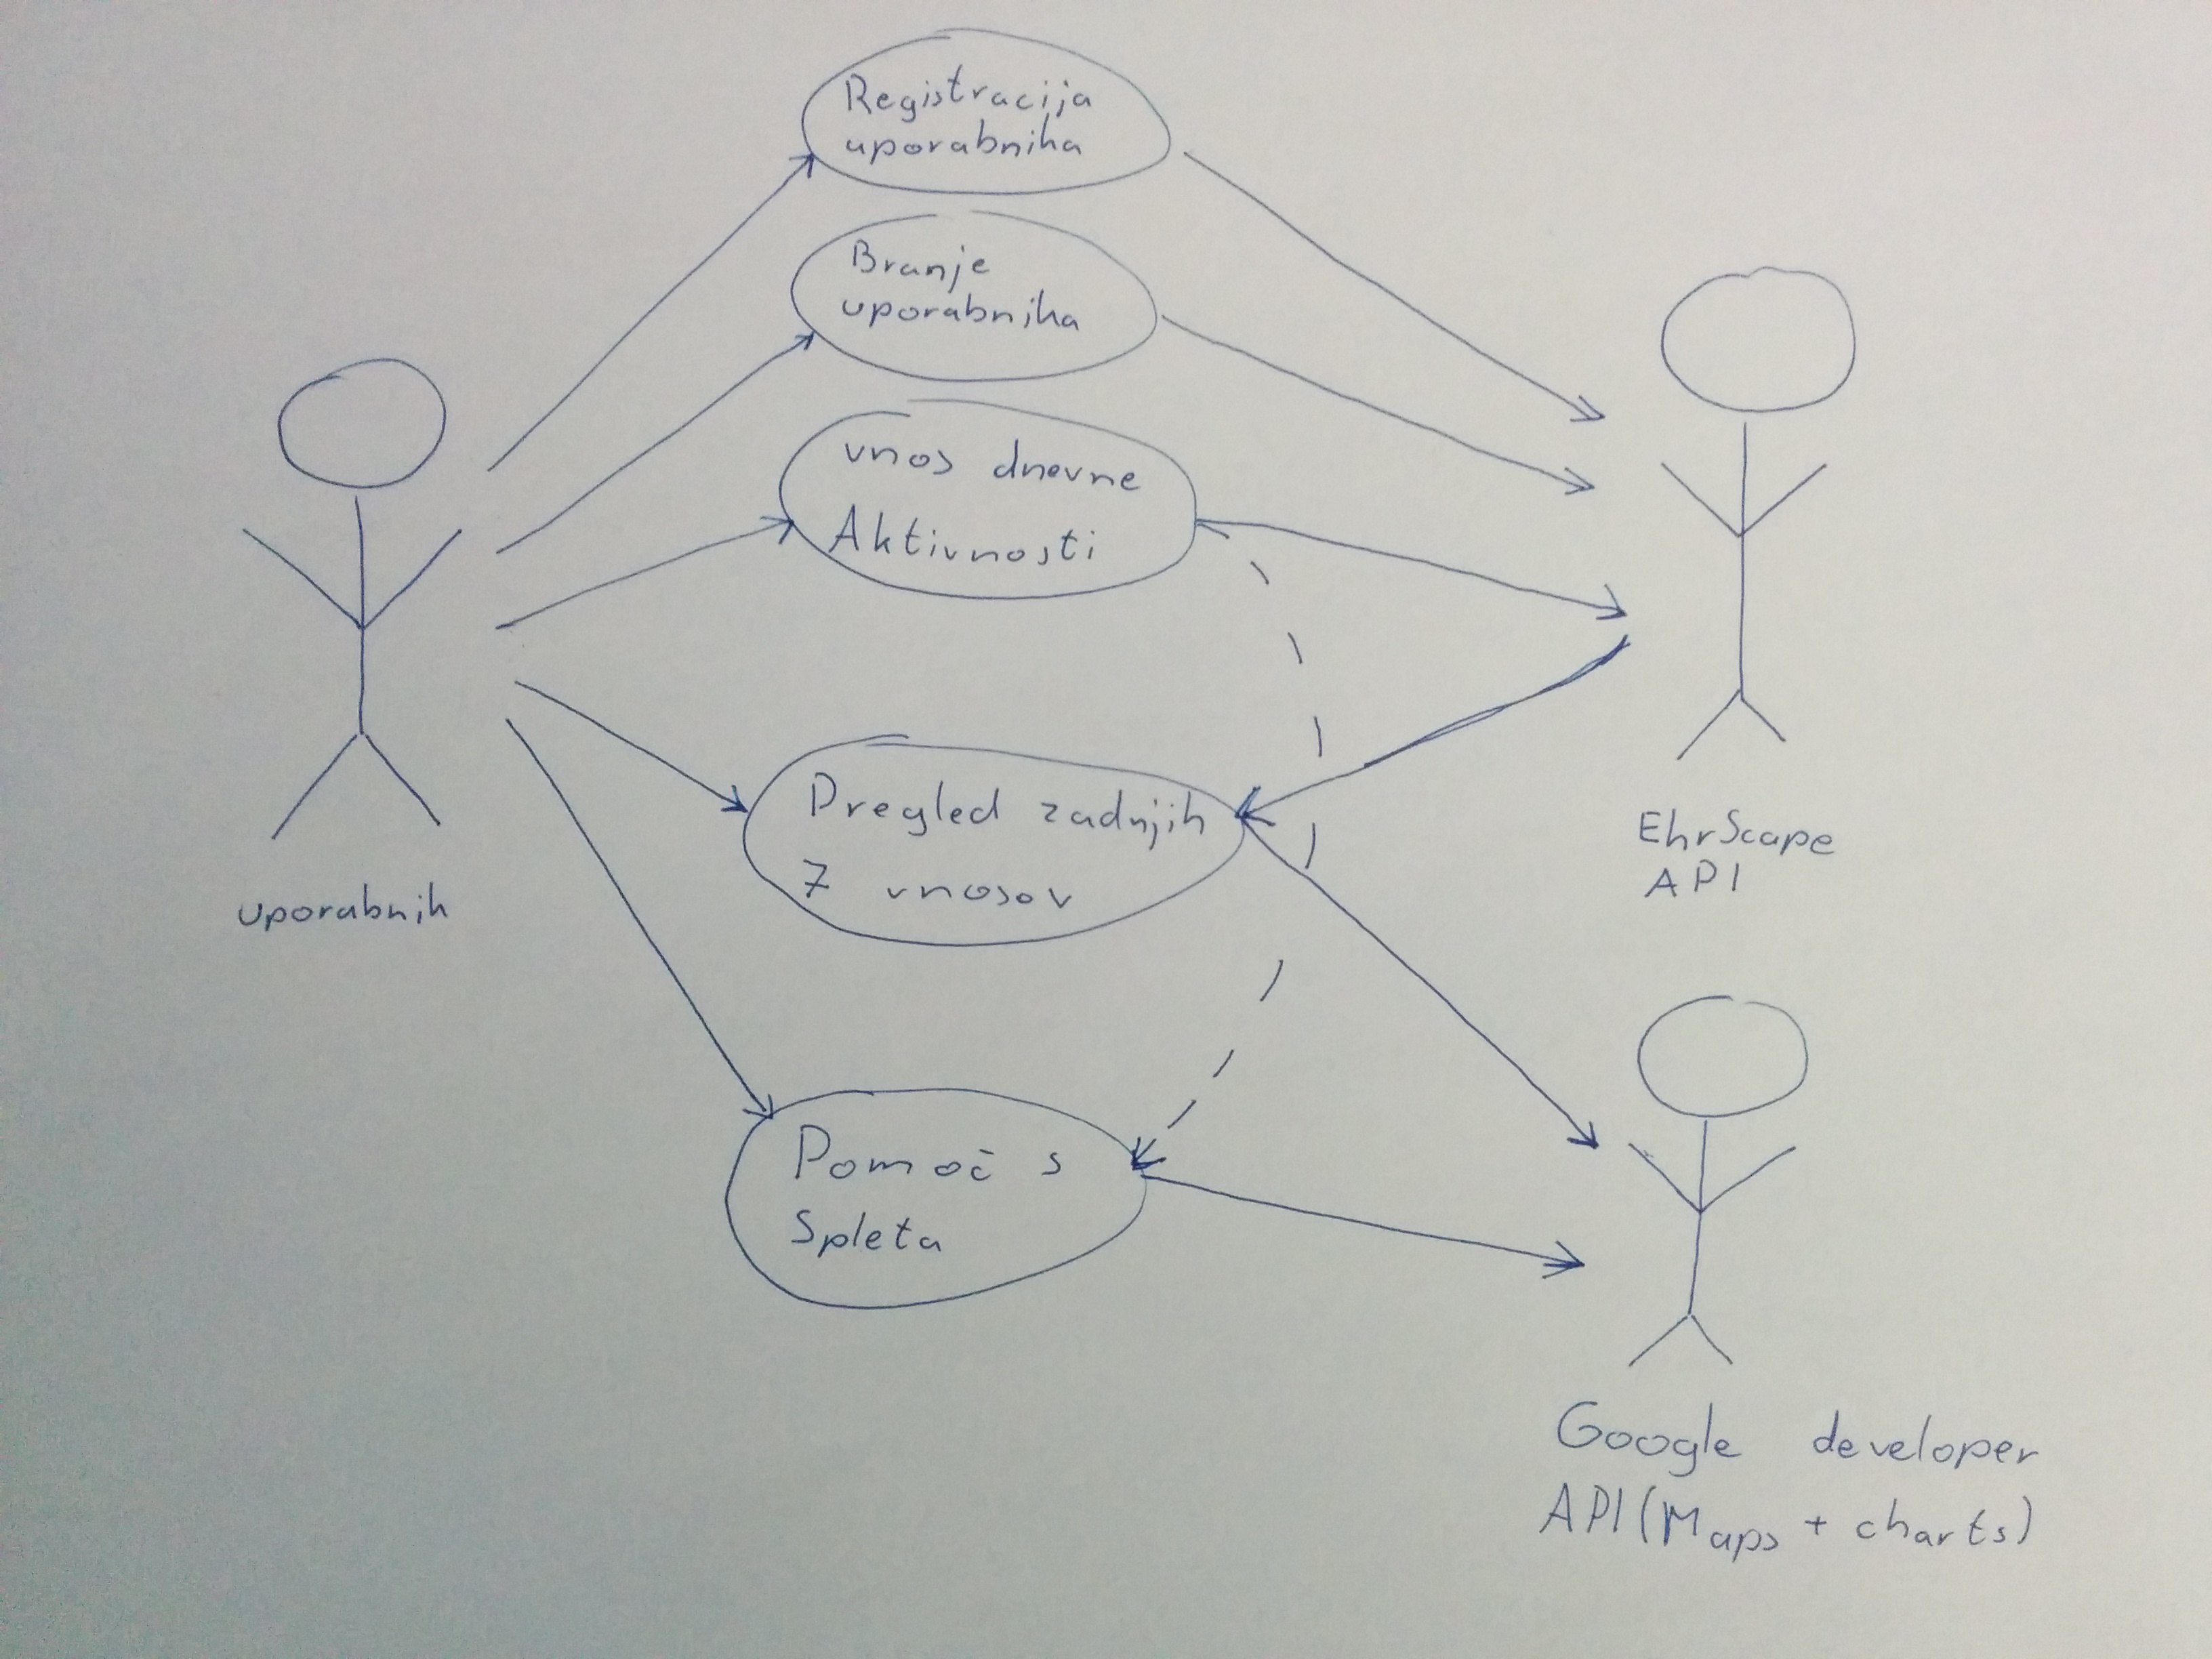 Registracija
uporabnika
Branje
uporabnika
vnos dnevne
Aktivnosti
Pregled zadnjih
7 vnosov
Pomoč s
Spleta
uporabnik
EhrScape
API
Google developer
API (Maps + charts)